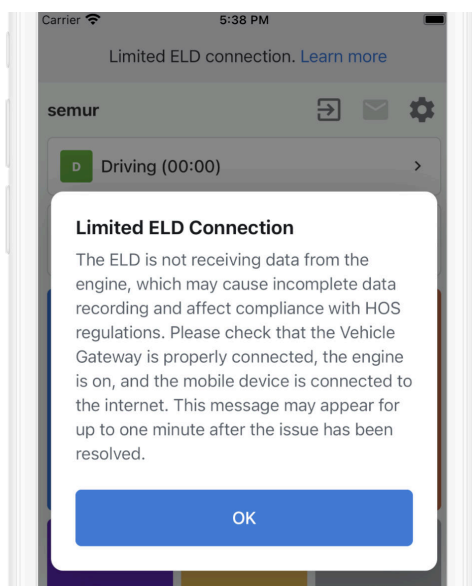 Carrier 5:38 PM
Limited ELD connection. Learn more
semur
D Driving (00:00)
Limited ELD Connection
The ELD is not receiving data from the
engine, which may cause incomplete data
recording and affect compliance with HOS
regulations. Please check that the Vehicle
Gateway is properly connected, the engine
is on, and the mobile device is connected to
the internet. This message may appear for
up to one minute after the issue has been
resolved.
OK